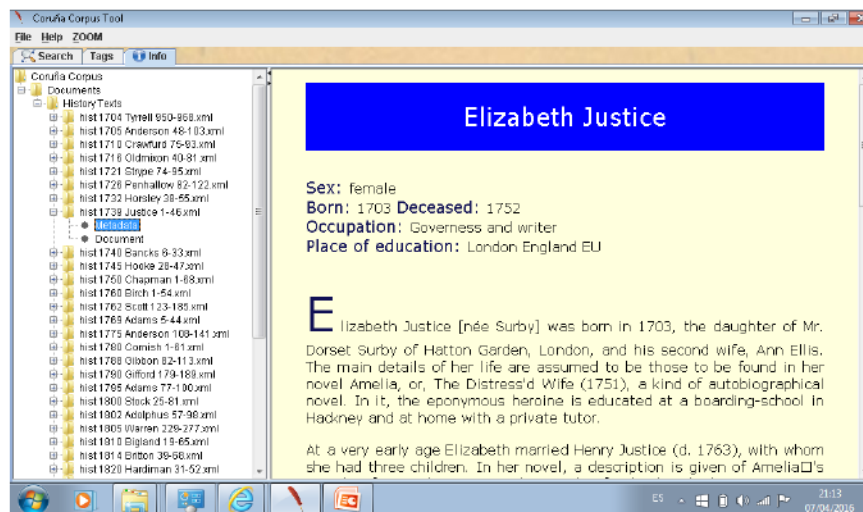 Coruña Corpus Tool
File Help ZOOM
Search Tags Info
Coruña Corpus
Documents
HistoryTexts
hist 1704 Tyrrell 950-968.xml
hist 1705 Anderson 48-103.xml
hist 1710 Crawfurd 75-93.xml
hist 1716 Oldmixon 40-81.xml
hist 1721 Strype 74-95.xml
hist 1726 Penhallow 82-122.xml
hist 1732 Horsley 38-55.xml
hist 1739 Justice 1-46.xml
Metadata
Document
hist 1740 Bancks 6-33.xml
hist 1745 Hooke 28-47.xml
hist 1750 Chapman 1-68.xml
hist 1760 Birch 1-54.xml
hist 1762 Scott 123-185.xml
hist 1769 Adams 5-44.xml
hist 1775 Anderson 108-141.xml
hist 1780 Cornish 1-61.xml
hist 1788 Gibbon 82-113.xml
hist 1790 Gifford 179-189.xml
hist 1795 Adams 77-100.xml
hist 1800 Stock 25-81.xml
hist 1802 Adolphus 57-98.xml
hist 1805 Warren 229-277.xml
hist 1810 Bigland 19-65.xml
hist 1814 Britton 39-68.xml
hist 1820 Hardiman 31-52.xml
Elizabeth Justice
Sex: female
Born: 1703 Deceased: 1752
Occupation: Governess and writer
Place of education: London England EU
Elizabeth Justice [née Surby] was born in 1703, the daughter of Mr.
Dorset Surby of Hatton Garden, London, and his second wife, Ann Ellis.
The main details of her life are assumed to be those to be found in her
novel Amelia, or, The Distress'd Wife (1751), a kind of autobiographical
novel. In it, the eponymous heroine is educated at a boarding-school in
Hackney and at home with a private tutor.
At a very early age Elizabeth married Henry Justice (d. 1763), with whom
she had three children. In her novel, a description is given of Amelia□'s
ES
21:13
07/04/2016